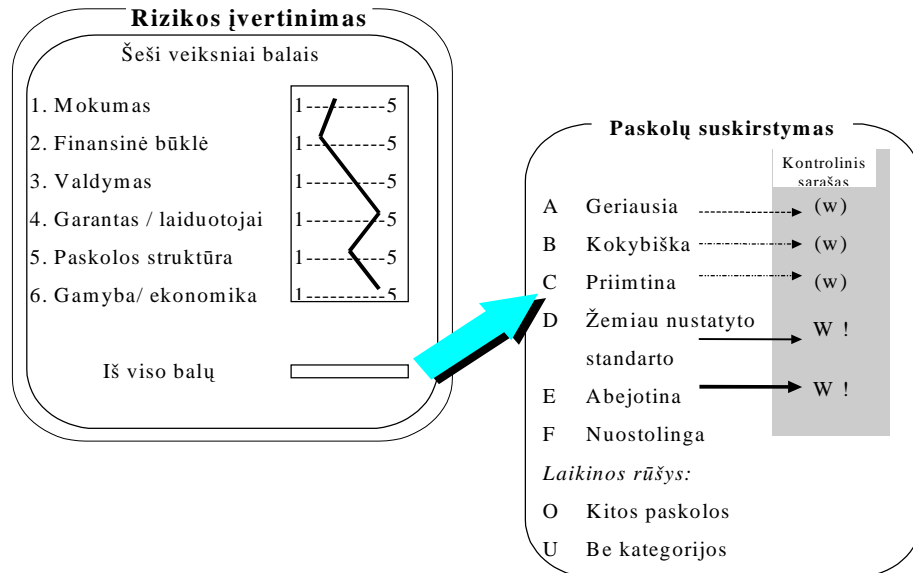 Rizikos įvertinimas
Šeši veiksniai balais
1. Mokumas 1---------5
2. Finansinė būklė 1---------5
3. Valdymas 1---------5
4. Garantas / laiduotojai 1---------5
5. Paskolos struktūra 1---------5
6. Gamyba/ ekonomika 1---------5
Iš viso balų
Paskolų suskirstymas
Kontrolinis
sarašas
A Geriausia (w)
B Kokybiška (w)
C Priimtina (w)
D Žemiau nustatyto W !
standarto
E Abejotina W !
F Nuostolinga
Laikinos rūšys:
O Kitos paskolos
U Be kategorijos